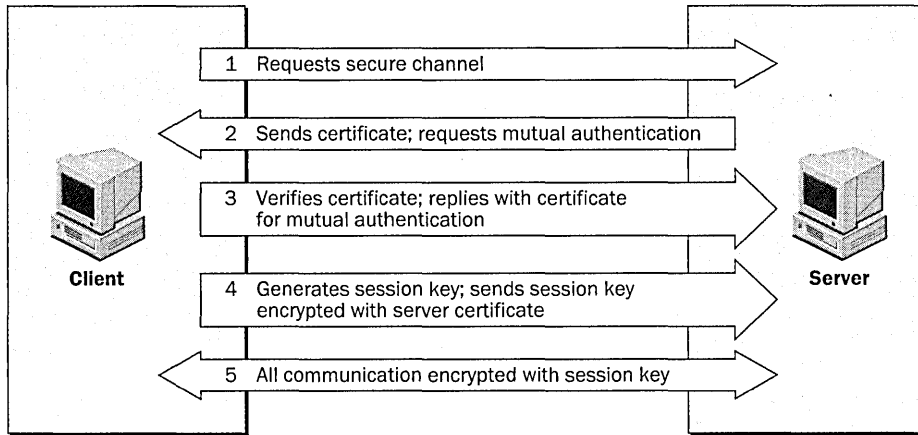 1 Requests secure channel
2 Sends certificate; requests mutual authentication
3 Verifies certificate; replies with certificate
for mutual authentication
Client
Server
4 Generates session key; sends session key
encrypted with server certificate
5 All communication encrypted with session key